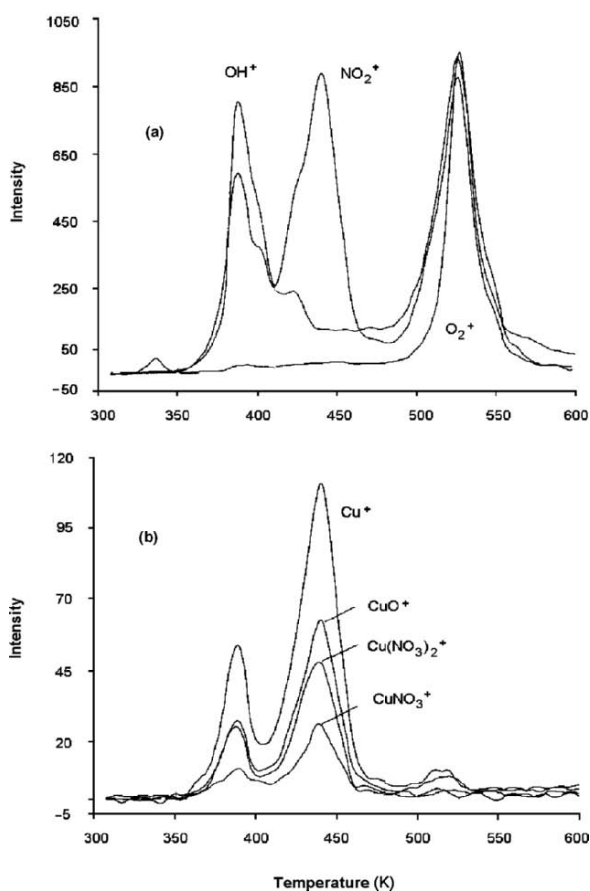 1050
850
650
450
250
50
−50
Intensity
(a)
OH+
NO2+
O2+
300 350 400 450 500 550 600
120
95
70
45
20
-5
Intensity
(b)
Cu+
CuO+
Cu(NO3)2+
CuNO3+
300 350 400 450 500 550 600
Temperature (K)